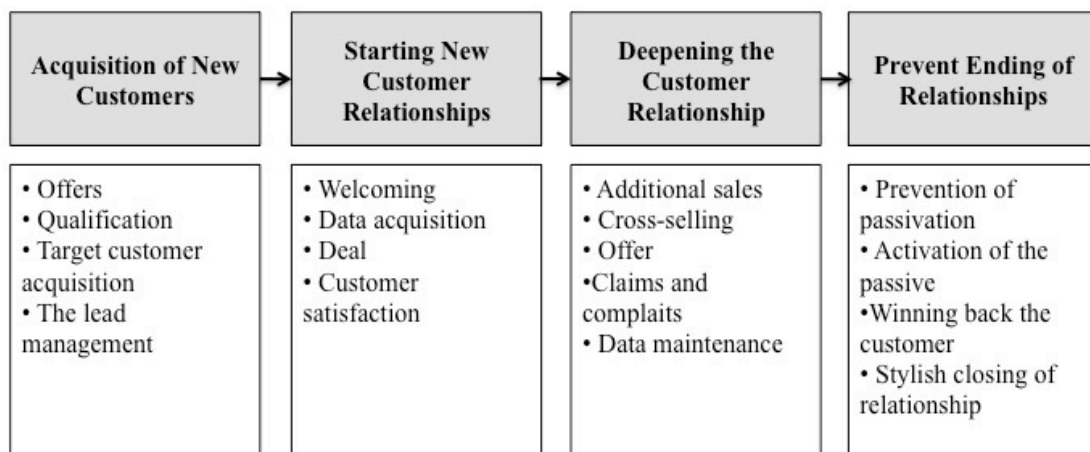 Acquisition of New
Customers
Starting New
Customer
Relationships
Deepening the
Customer
Relationship
Prevent Ending of
Relationships
• Offers
• Qualification
• Target customer
acquisition
• The lead
management
• Welcoming
• Data acquisition
• Deal
• Customer
satisfaction
• Additional sales
• Cross-selling
• Offer
•Claims and
complaits
• Data maintenance
• Prevention of
passivation
• Activation of the
passive
•Winning back the
customer
• Stylish closing of
relationship